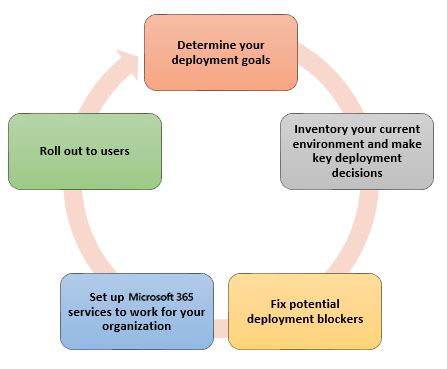 Determine your
deployment goals
Inventory your current
environment and make
key deployment
decisions
Fix potential
deployment blockers
Set up Microsoft 365
services to work for your
organization
Roll out to users